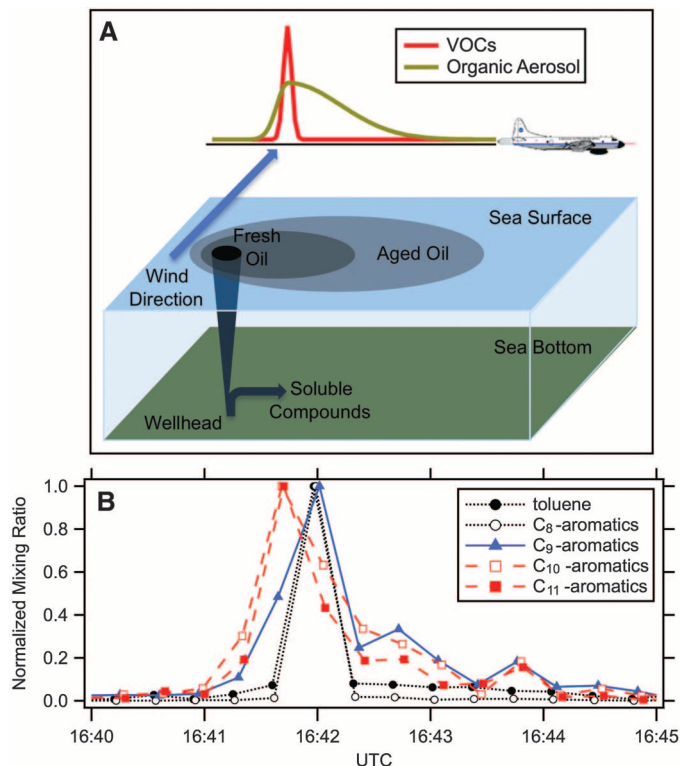 A
VOCs
Organic Aerosol
Sea Surface
Fresh
Oil
Aged Oil
Wind
Direction
Sea Bottom
Soluble
Compounds
Wellhead
B
toluene
C₈-aromatics
C₉-aromatics
C₁₀-aromatics
C₁₁-aromatics
Normalized Mixing Ratio
1.0
0.8
0.6
0.4
0.2
0.0
16:40 16:41 16:42 16:43 16:44 16:45
UTC